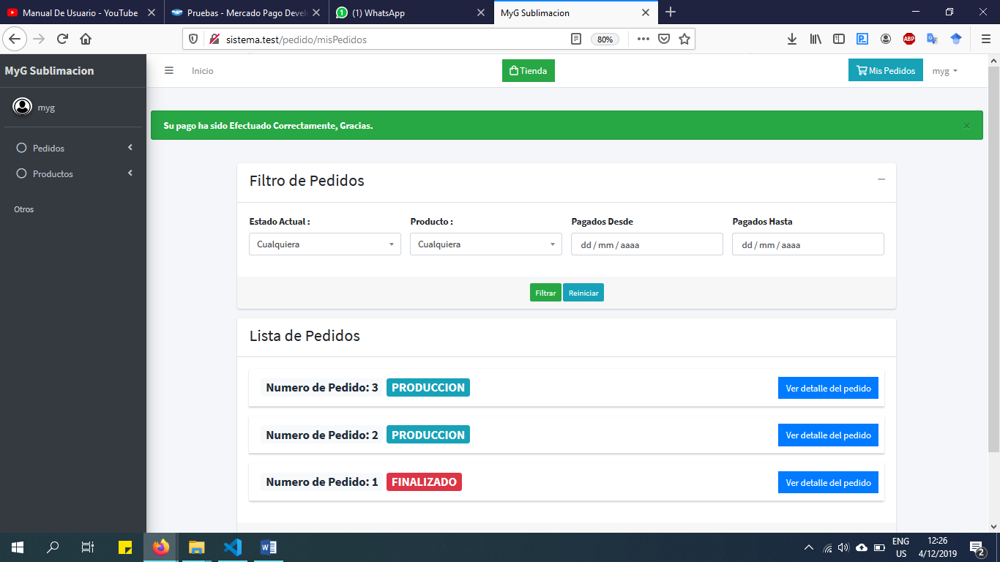 Manual De Usuario - YouTube
Pruebas - Mercado Pago Devel
(1) WhatsApp
MyG Sublimacion
sistema.test/pedido/misPedidos
80%
MyG Sublimacion
Inicio
Tienda
Mis Pedidos
myg
myg
Pedidos
Productos
Otros
Su pago ha sido Efectuado Correctamente, Gracias.
Filtro de Pedidos
Estado Actual :
Producto :
Pagados Desde
Pagados Hasta
Cualquiera
Cualquiera
dd / mm / aaaa
dd / mm / aaaa
Filtrar
Reiniciar
Lista de Pedidos
Numero de Pedido: 3 PRODUCCION
Ver detalle del pedido
Numero de Pedido: 2 PRODUCCION
Ver detalle del pedido
Numero de Pedido: 1 FINALIZADO
Ver detalle del pedido
ENG
US
12:26
4/12/2019
2